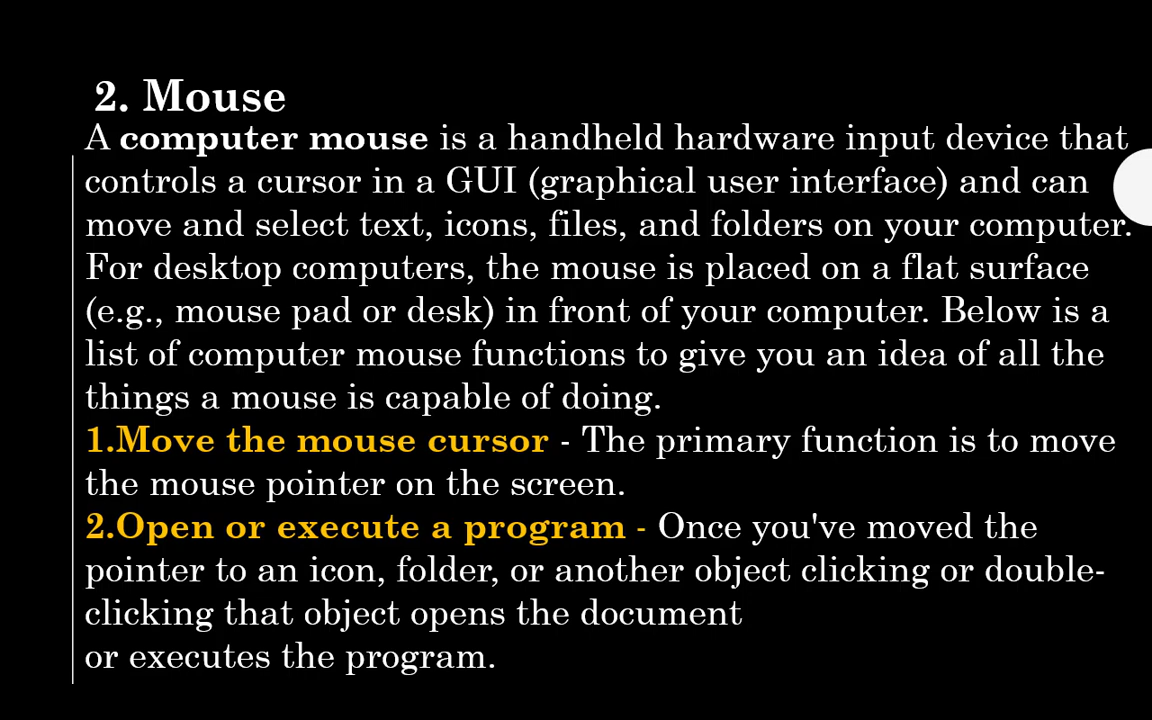 2. Mouse
A computer mouse is a handheld hardware input device that
controls a cursor in a GUI (graphical user interface) and can
move and select text, icons, files, and folders on your computer.
For desktop computers, the mouse is placed on a flat surface
(e.g., mouse pad or desk) in front of your computer. Below is a
list of computer mouse functions to give you an idea of all the
things a mouse is capable of doing.
1.Move the mouse cursor - The primary function is to move
the mouse pointer on the screen.
2.Open or execute a program - Once you've moved the
pointer to an icon, folder, or another object clicking or double-
clicking that object opens the document
or executes the program.